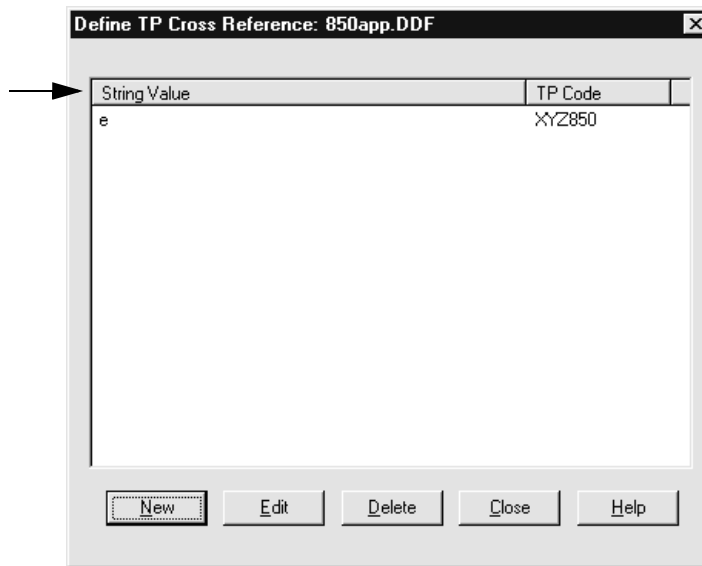 Define TP Cross Reference: 850app.DDF
String Value TP Code
e XYZ850
New Edit Delete Close Help